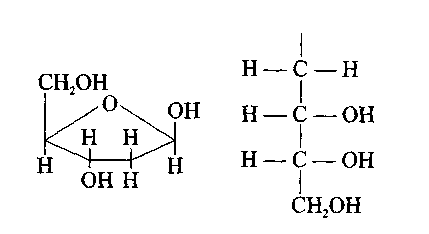 CH₂OH
O
OH
H H
H H
OH H
H — C — H
H — C — OH
H — C — OH
CH₂OH